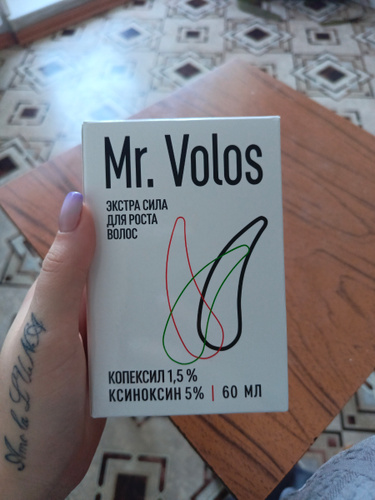 Mr. Volos
ЭКСТРА СИЛА
ДЛЯ РОСТА
ВОЛОС
КОПЕКСИЛ 1,5 %
КСИНОКСИН 5% | 60 МЛ